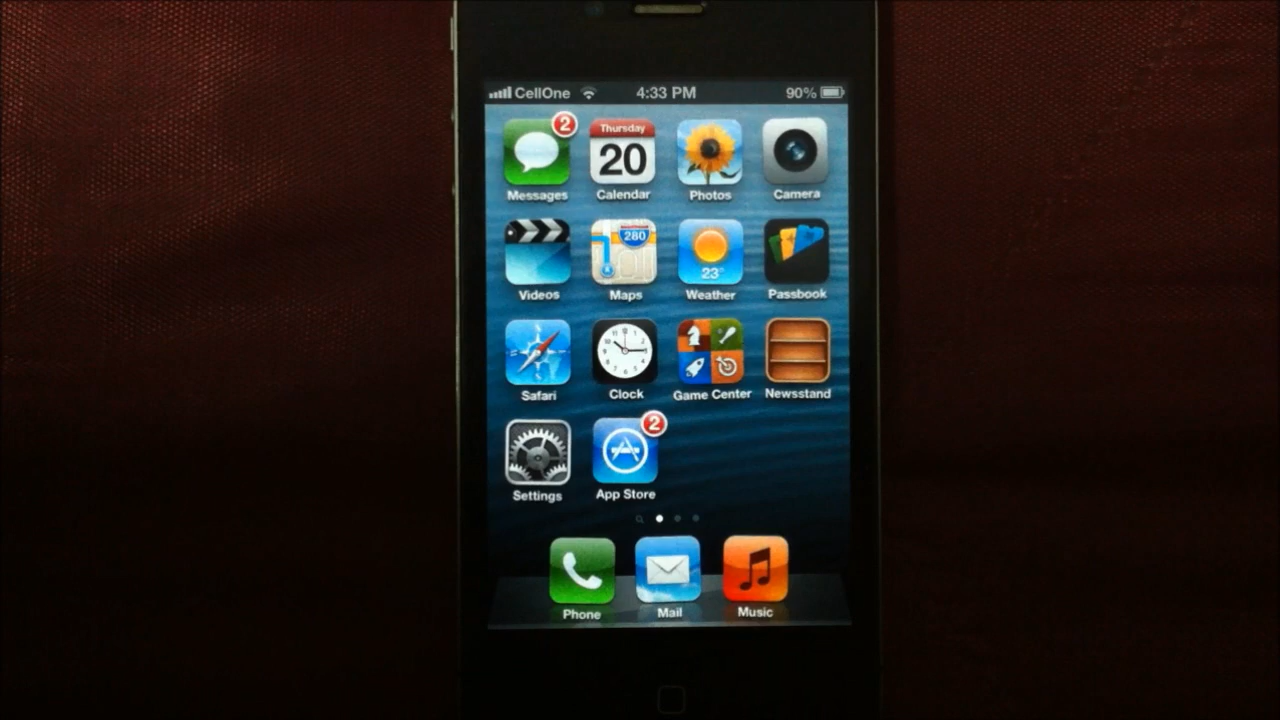 CellOne 4:33 PM 90%
2
Thursday
20
Messages Calendar Photos Camera
280
23°
Videos Maps Weather Passbook
Safari Clock Game Center Newsstand
2
Settings App Store
Phone Mail Music